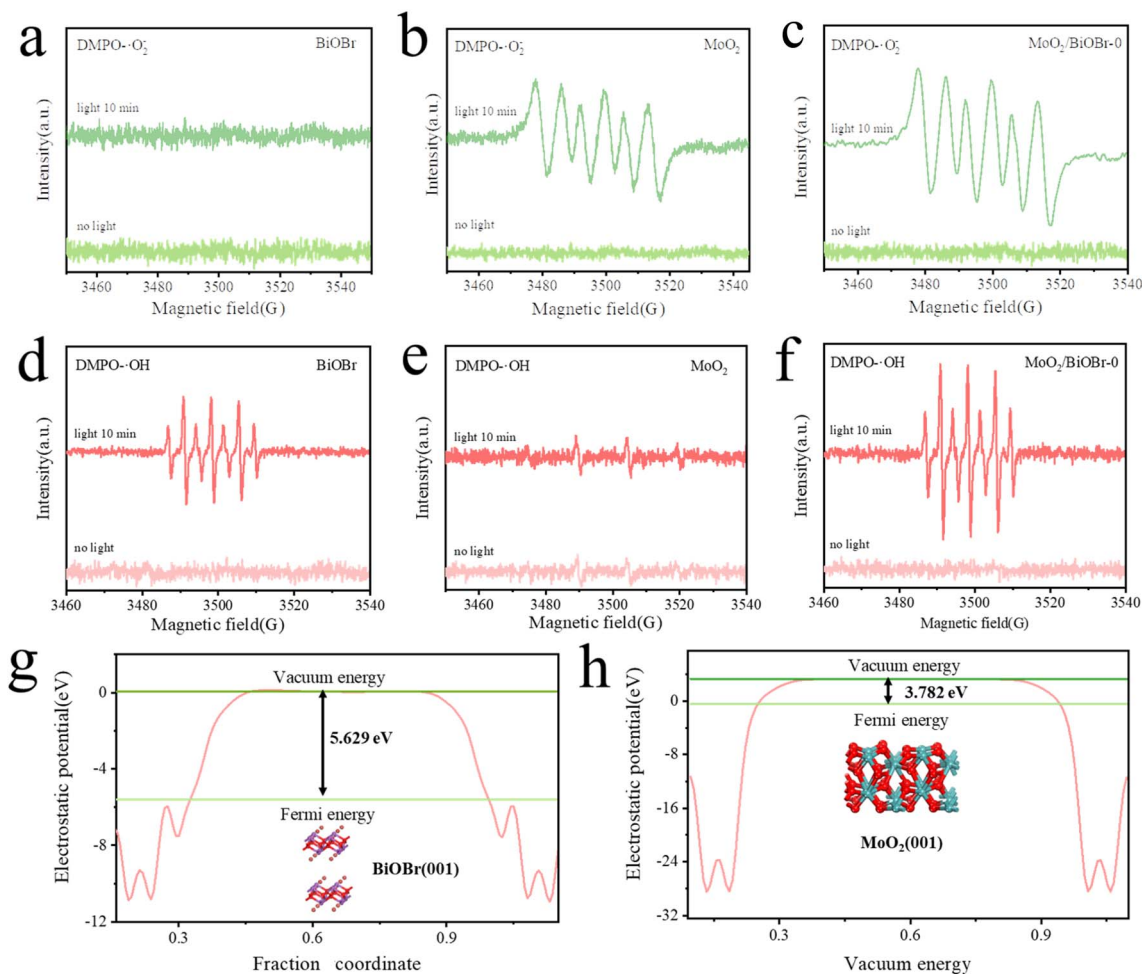 a
DMPO-·O₂⁻
BiOBr
light 10 min
no light
Intensity(a.u.)
3460 3480 3500 3520 3540
Magnetic field(G)
b
DMPO-·O₂⁻
MoO₂
light 10 min
no light
Intensity(a.u.)
3460 3480 3500 3520 3540
Magnetic field(G)
c
DMPO-·O₂⁻
MoO₂/BiOBr-0
light 10 min
no light
Intensity(a.u.)
3460 3480 3500 3520 3540
Magnetic field(G)
d
DMPO-·OH
BiOBr
light 10 min
no light
Intensity(a.u.)
3460 3480 3500 3520 3540
Magnetic field(G)
e
DMPO-·OH
MoO₂
light 10 min
no light
Intensity(a.u.)
3460 3480 3500 3520 3540
Magnetic field(G)
f
DMPO-·OH
MoO₂/BiOBr-0
light 10 min
no light
Intensity(a.u.)
3460 3480 3500 3520 3540
Magnetic field(G)
g
Electrostatic potential(eV)
0
-4
-8
-12
Vacuum energy
5.629 eV
Fermi energy
BiOBr(001)
0.3 0.6 0.9
Fraction coordinate
h
Electrostatic potential(eV)
0
-8
-16
-24
-32
Vacuum energy
3.782 eV
Fermi energy
MoO₂(001)
0.3 0.6 0.9
Vacuum energy